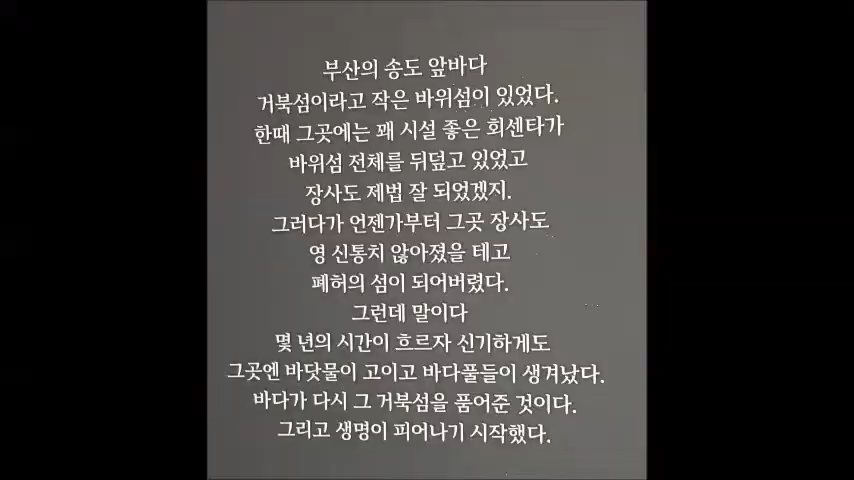 부산의 송도 앞바다
거북섬이라고 작은 바위섬이 있었다.
한때 그곳에는 꽤 시설 좋은 회센타가
바위섬 전체를 뒤덮고 있었고
장사도 제법 잘 되었겠지.
그러다가 언젠가부터 그곳 장사도
영 신통치 않아졌을 테고
폐허의 섬이 되어버렸다.
그런데 말이다
몇 년의 시간이 흐르자 신기하게도
그곳엔 바닷물이 고이고 바다풀들이 생겨났다.
바다가 다시 그 거북섬을 품어준 것이다.
그리고 생명이 피어나기 시작했다.